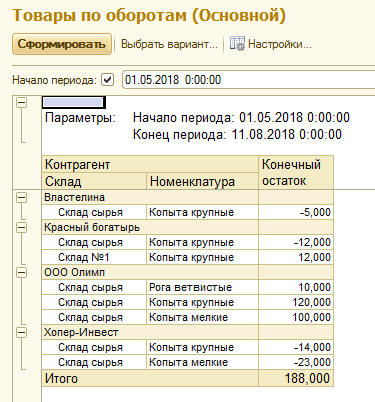 Товары по оборотам (Основной)
Сформировать Выбрать вариант... Настройки...
Начало периода: 01.05.2018 0:00:00
Параметры: Начало периода: 01.05.2018 0:00:00
Конец периода: 11.08.2018 0:00:00
Контрагент Конечный остаток
Склад Номенклатура
Властелина
Склад сырья Копыта крупные -5,000
Красный богатырь
Склад сырья Копыта крупные -12,000
Склад №1 Копыта крупные 12,000
ООО Олимп
Склад сырья Рога ветвистые 10,000
Склад сырья Копыта крупные 120,000
Склад сырья Копыта мелкие 100,000
Хопер-Инвест
Склад сырья Копыта крупные -14,000
Склад сырья Копыта мелкие -23,000
Итого 188,000